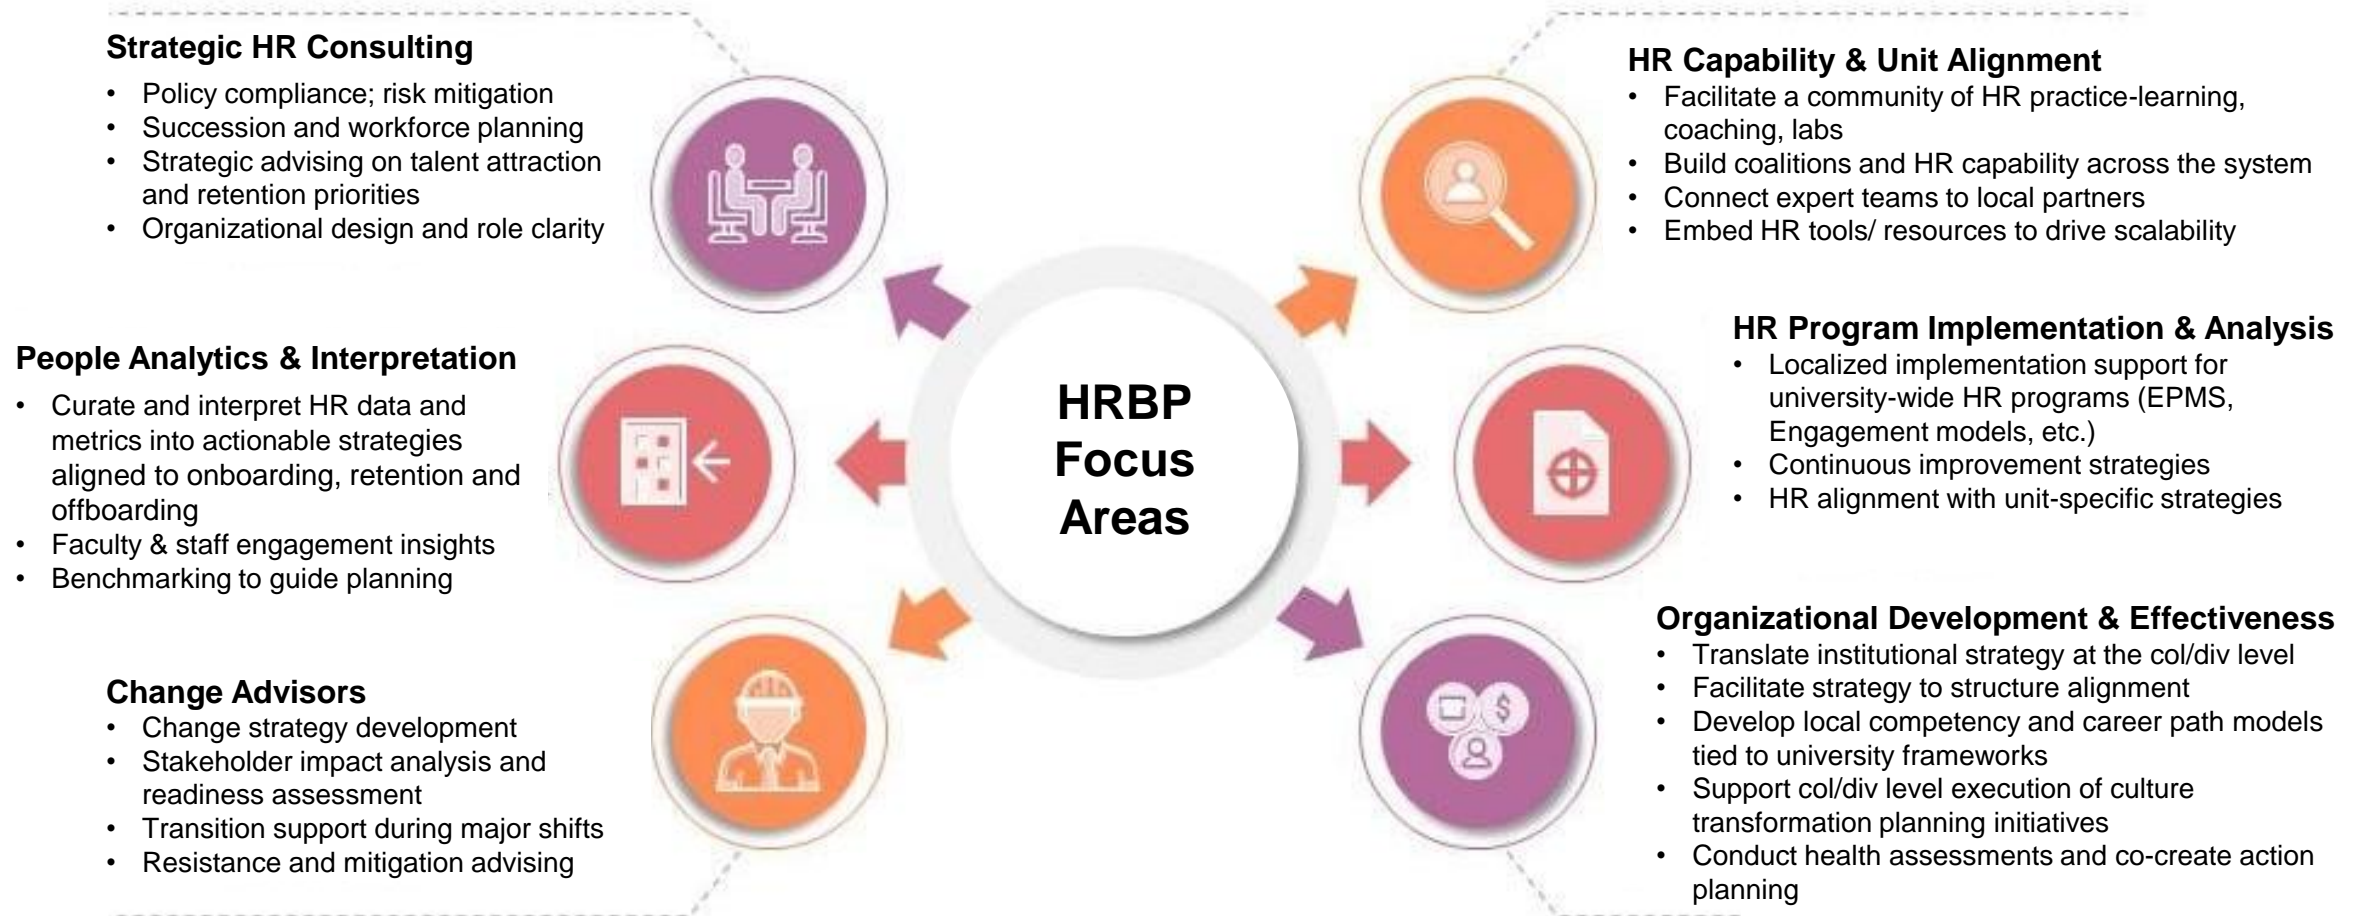 Strategic HR Consulting
• Policy compliance; risk mitigation
• Succession and workforce planning
• Strategic advising on talent attraction
and retention priorities
• Organizational design and role clarity
People Analytics & Interpretation
• Curate and interpret HR data and
metrics into actionable strategies
aligned to onboarding, retention and
offboarding
• Faculty & staff engagement insights
• Benchmarking to guide planning
Change Advisors
• Change strategy development
• Stakeholder impact analysis and
readiness assessment
• Transition support during major shifts
• Resistance and mitigation advising
HRBP
Focus
Areas
HR Capability & Unit Alignment
• Facilitate a community of HR practice-learning,
coaching, labs
• Build coalitions and HR capability across the system
• Connect expert teams to local partners
• Embed HR tools/ resources to drive scalability
HR Program Implementation & Analysis
• Localized implementation support for
university-wide HR programs (EPMS,
Engagement models, etc.)
• Continuous improvement strategies
• HR alignment with unit-specific strategies
Organizational Development & Effectiveness
• Translate institutional strategy at the col/div level
• Facilitate strategy to structure alignment
• Develop local competency and career path models
tied to university frameworks
• Support col/div level execution of culture
transformation planning initiatives
• Conduct health assessments and co-create action
planning
$